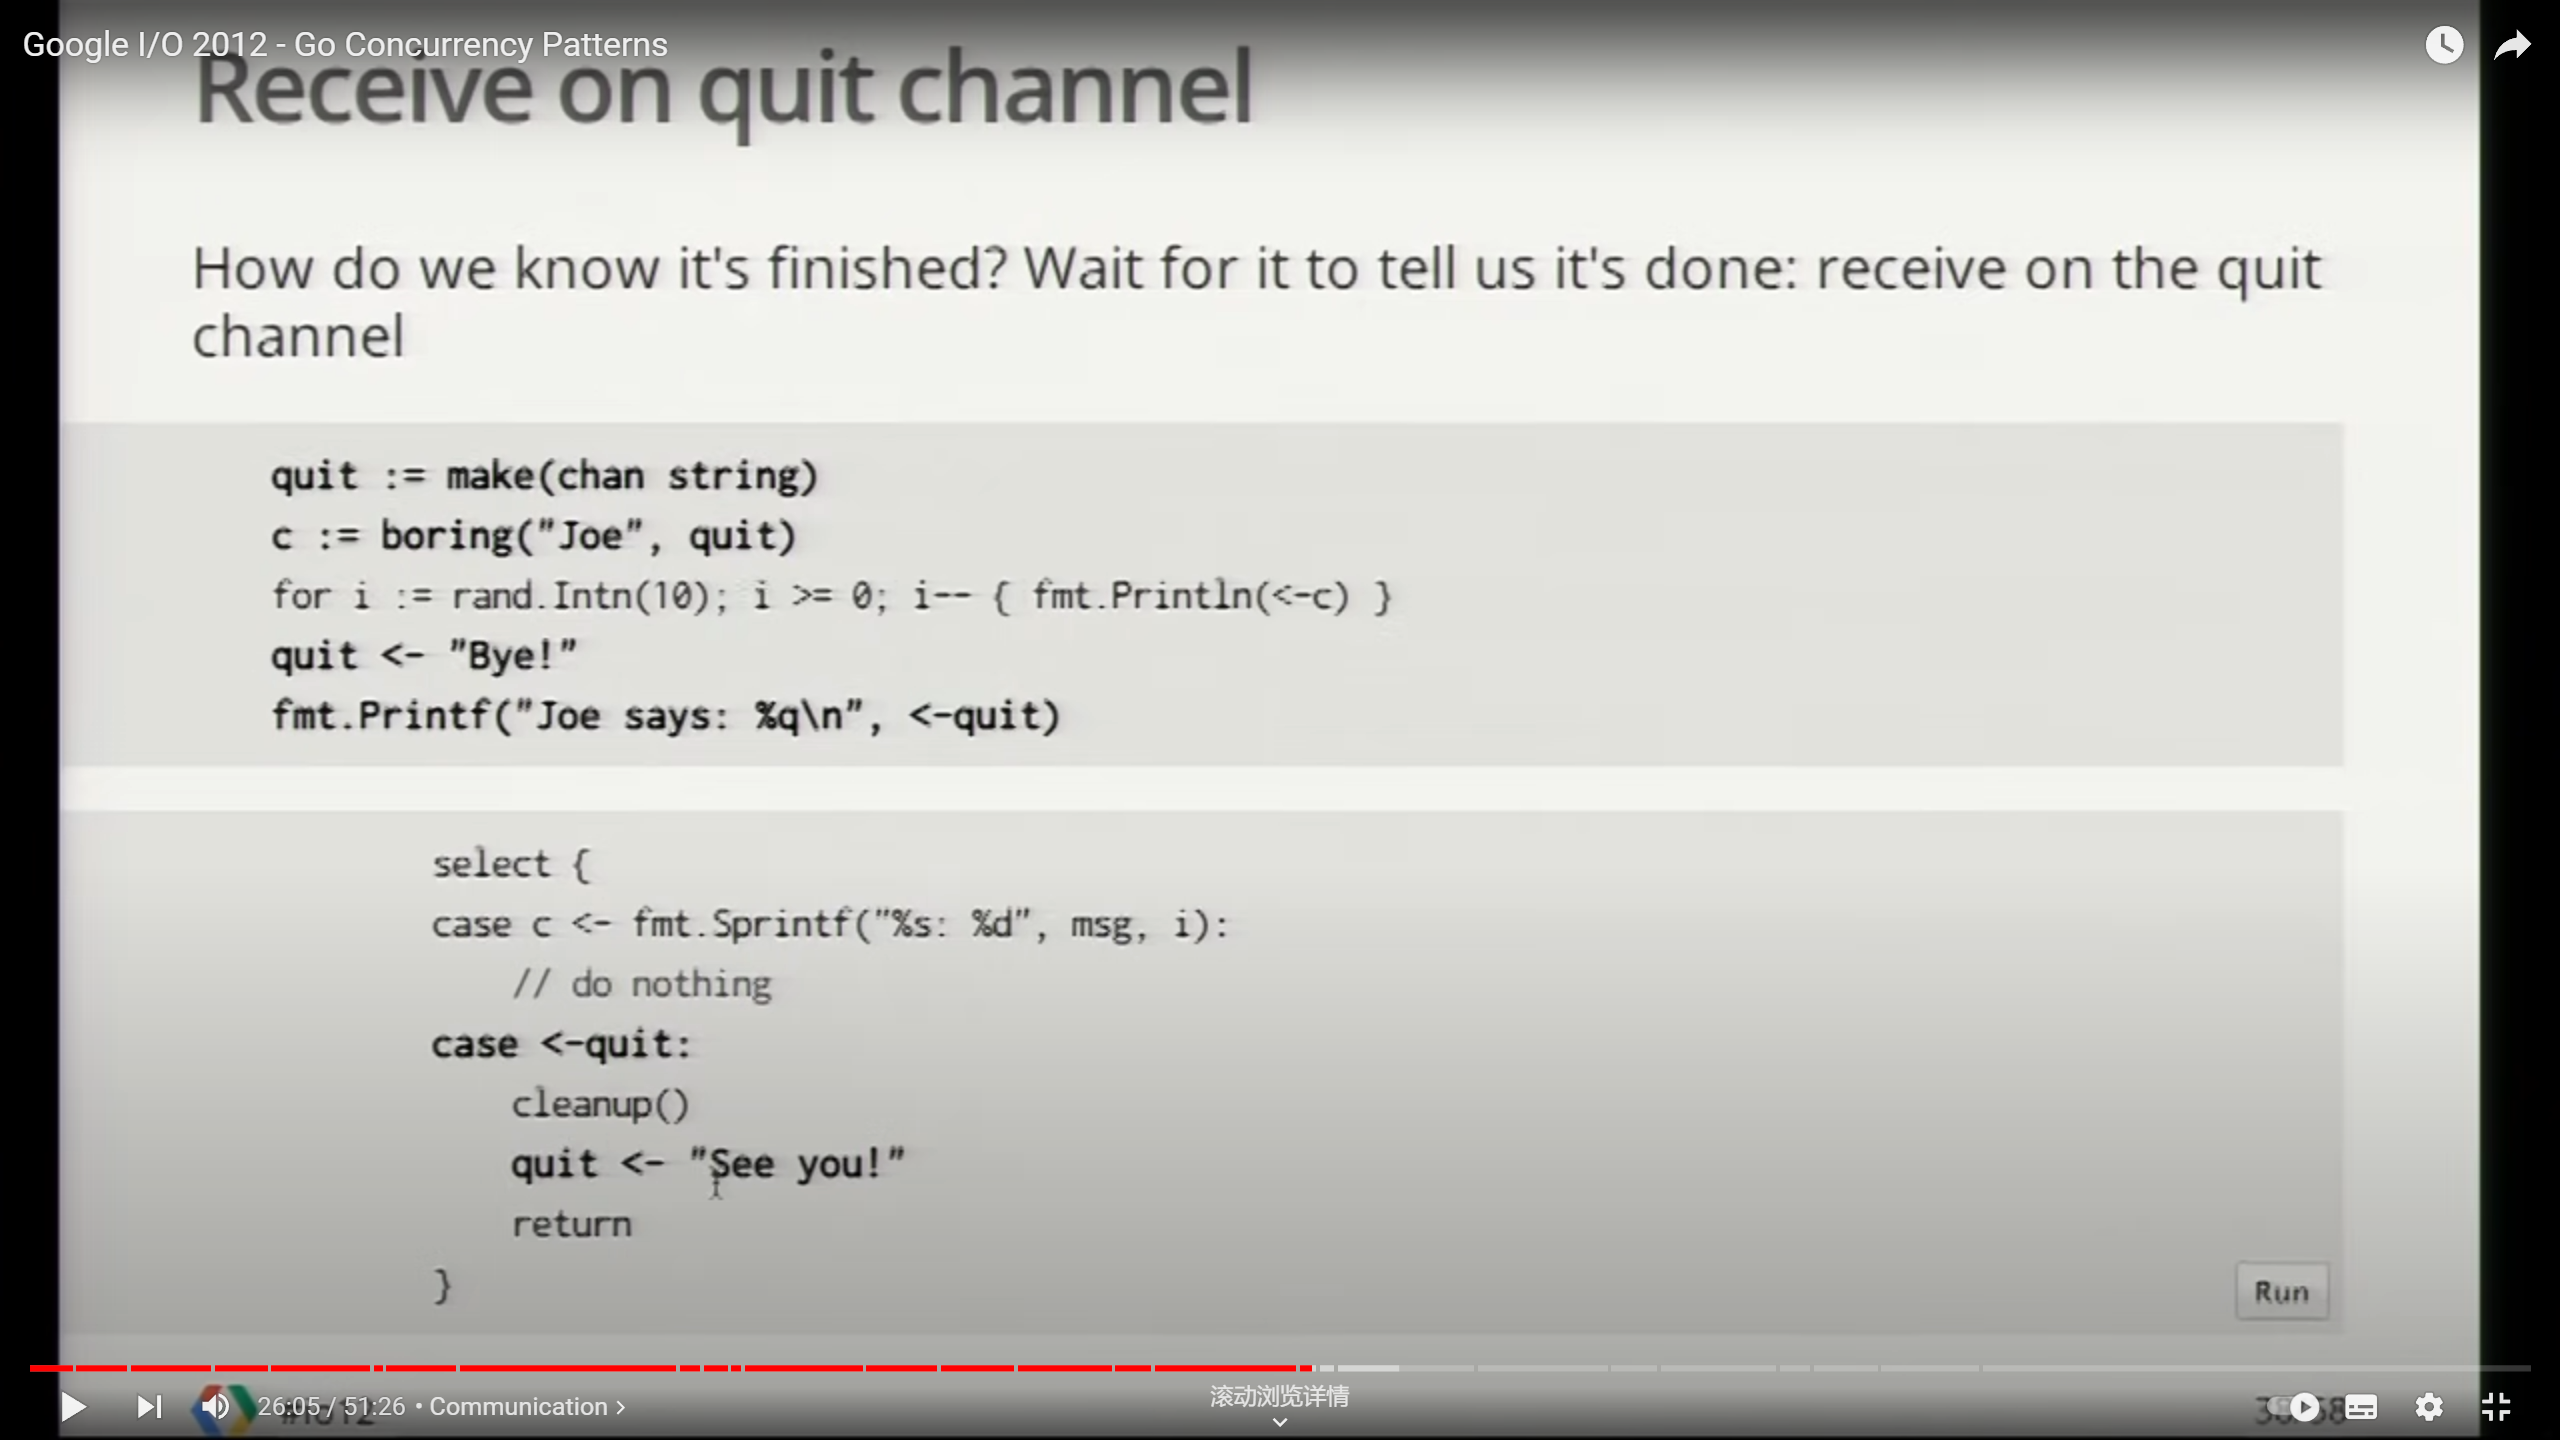 Google I/O 2012 - Go Concurrency Patterns
Receive on quit channel
How do we know it's finished? Wait for it to tell us it's done: receive on the quit
channel
quit := make(chan string)
c := boring("Joe", quit)
for i := rand.Intn(10); i >= 0; i-- { fmt.Println(<-c) }
quit <- "Bye!"
fmt.Printf("Joe says: %q\n", <-quit)
select {
case c <- fmt.Sprintf("%s: %d", msg, i):
// do nothing
case <-quit:
cleanup()
quit <- "See you!"
return
}
Run
滚动浏览详情
26:05 / 51:26 • Communication
#io12